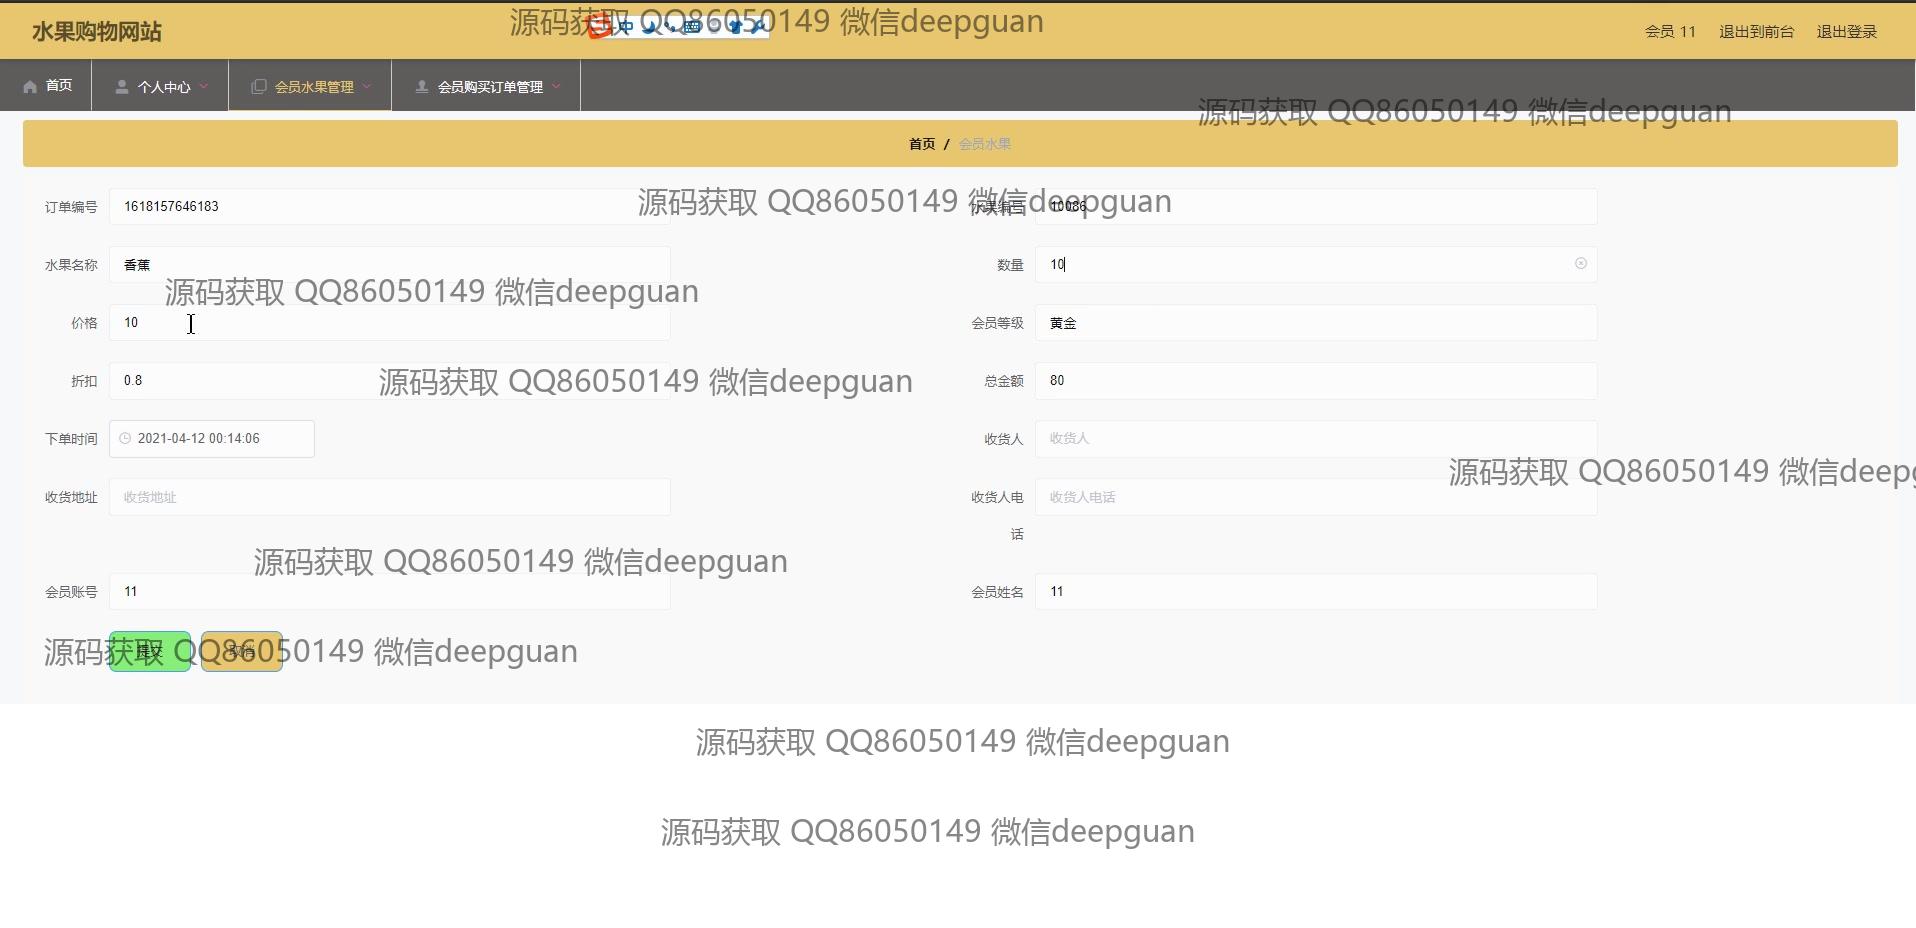 水果购物网站
源码获取 QQ86050149 微信deepguan
中
会员 11
退出到前台
退出登录
首页
个人中心
会员水果管理
会员购买订单管理
源码获取 QQ86050149 微信deepguan
首页 / 会员水果
订单编号 1618157646183
源码获取 QQ86050149 微信deepguan
水果编号 10086
水果名称 香蕉
数量 10
源码获取 QQ86050149 微信deepguan
价格 10
会员等级 黄金
折扣 0.8
源码获取 QQ86050149 微信deepguan
总金额 80
下单时间 2021-04-12 00:14:06
收货人 收货人
源码获取 QQ86050149 微信deepg
收货地址 收货地址
收货人电话 收货人电话
源码获取 QQ86050149 微信deepguan
会员账号 11
会员姓名 11
源码获取 QQ86050149 微信deepguan
提交
取消
源码获取 QQ86050149 微信deepguan
源码获取 QQ86050149 微信deepguan